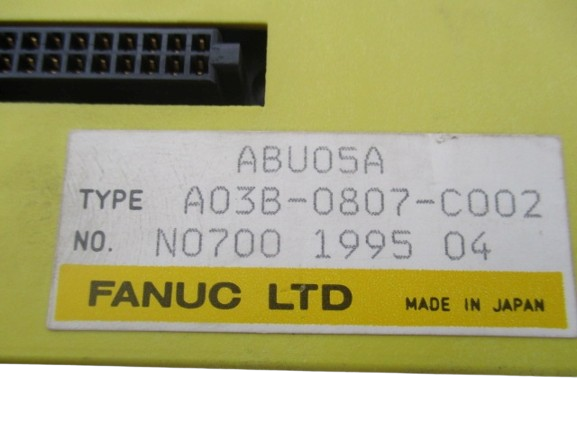 ABU05A
TYPE A03B-0807-C002
NO. N0700 1995 04
FANUC LTD MADE IN JAPAN